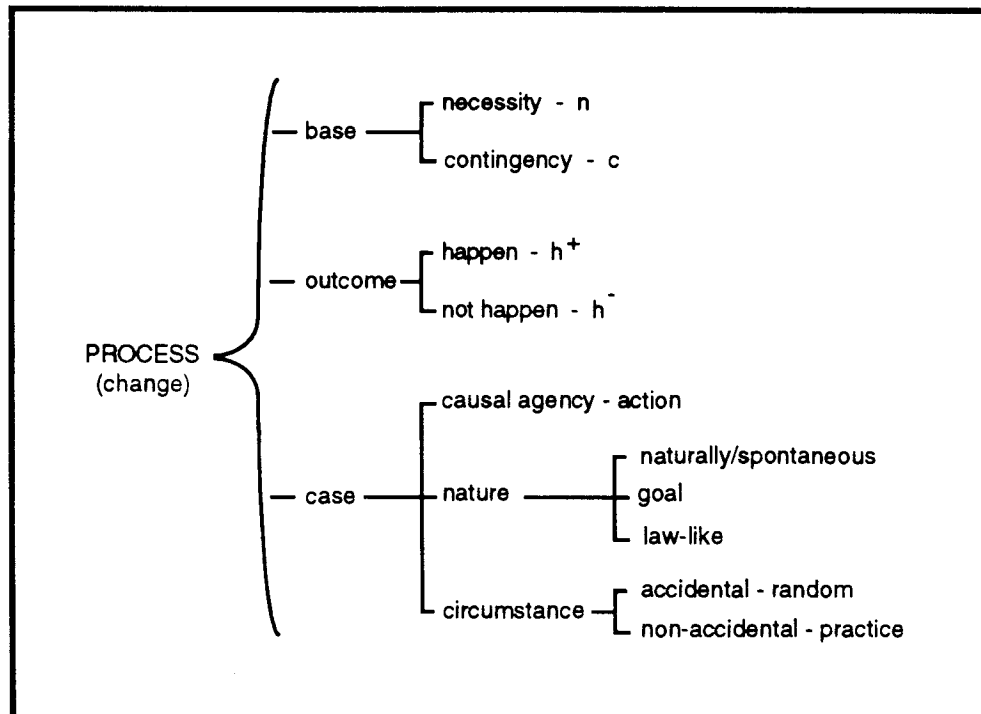 necessity - n
base
contingency - c
happen - h+
outcome
not happen - h-
PROCESS
(change)
causal agency - action
naturally/spontaneous
case
nature
goal
law-like
accidental - random
circumstance
non-accidental - practice